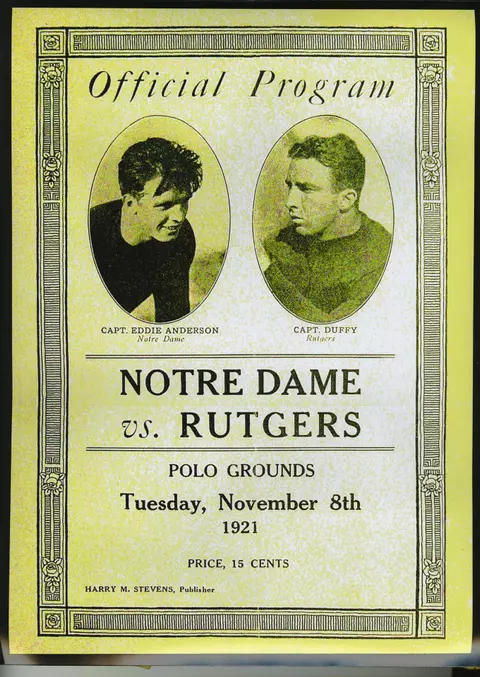 Official Program
CAPT. EDDIE ANDERSON
Notre Dame
CAPT. DUFFY
Rutgers
NOTRE DAME
vs. RUTGERS
POLO GROUNDS
Tuesday, November 8th
1921
PRICE, 15 CENTS
HARRY M. STEVENS, Publisher